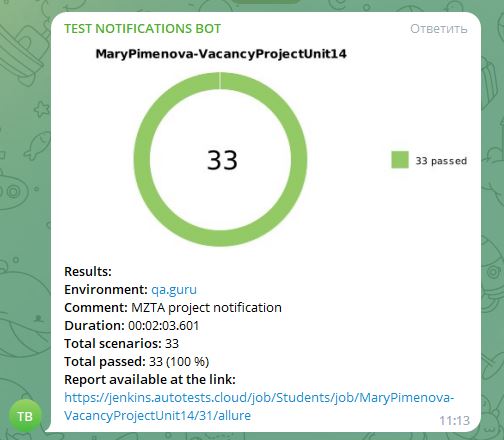 TEST NOTIFICATIONS BOT
Ответить
MaryPimenova-VacancyProjectUnit14
33
33 passed
Results:
Environment: qa.guru
Comment: MZTA project notification
Duration: 00:02:03.601
Total scenarios: 33
Total passed: 33 (100 %)
Report available at the link:
https://jenkins.autotests.cloud/job/Students/job/MaryPimenova-
VacancyProjectUnit14/31/allure
TB
11:13